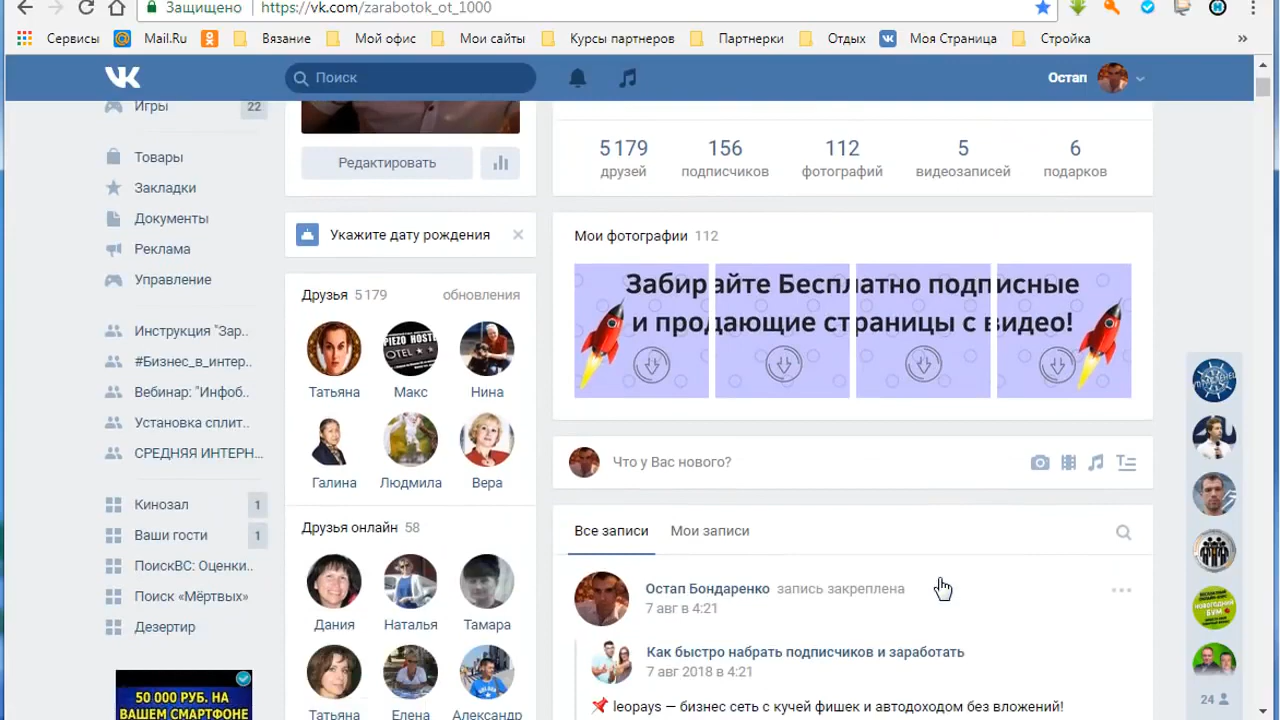 Защищено https://vk.com/zarabotok_ot_1000
Сервисы Mail.Ru Вязание Мой офис Мои сайты Курсы партнеров Партнерки Отдых Моя Страница Стройка »
Поиск
Остап
Игры 22
Товары
Закладки
Документы
Реклама
Управление
Инструкция "Зар..
#Бизнес_в_интер..
Вебинар: "Инфоб..
Установка сплит..
СРЕДНЯЯ ИНТЕРН...
Кинозал 1
Ваши гости 1
ПоискВС: Оценки..
Поиск «Мёртвых»
Дезертир
50 000 РУБ. НА
ВАШЕМ СМАРТФОНЕ
Редактировать
Укажите дату рождения
Друзья 5179 обновления
PIEZO HOSTE
OTEL
Татьяна Макс Нина
Галина Людмила Вера
Друзья онлайн 58
Дания Наталья Тамара
Татьяна Елена Александр
5 179 156 112 5 6
друзей подписчиков фотографий видеозаписей подарков
Мои фотографии 112
Забирайте Бесплатно подписные
и продающие страницы с видео!
Что у Вас нового?
Все записи Мои записи
Остап Бондаренко запись закреплена
7 авг в 4:21
Как быстро набрать подписчиков и заработать
7 авг 2018 в 4:21
leopays — бизнес сеть с кучей фишек и автодоходом без вложений!
НОВОГОДНИЙ
БУМ
24